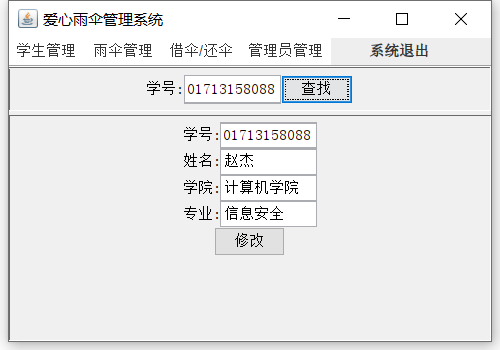 爱心雨伞管理系统
学生管理 雨伞管理 借伞/还伞 管理员管理 系统退出
学号: 01713158088 查找
学号: 01713158088
姓名: 赵杰
学院: 计算机学院
专业: 信息安全
修改